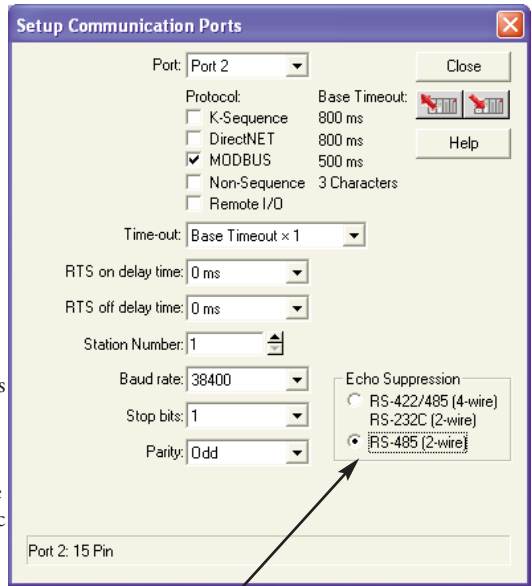 Setup Communication Ports
Port: Port 2
Close
Protocol: Base Timeout:
K-Sequence 800 ms
DirectNET 800 ms
Help
MODBUS 500 ms
Non-Sequence 3 Characters
Remote I/O
Time-out: Base Timeout × 1
RTS on delay time: 0 ms
RTS off delay time: 0 ms
Station Number: 1
Baud rate: 38400
Stop bits: 1
Parity: Odd
Echo Suppression
RS-422/485 (4-wire)
RS-232C (2-wire)
RS-485 (2-wire)
Port 2: 15 Pin